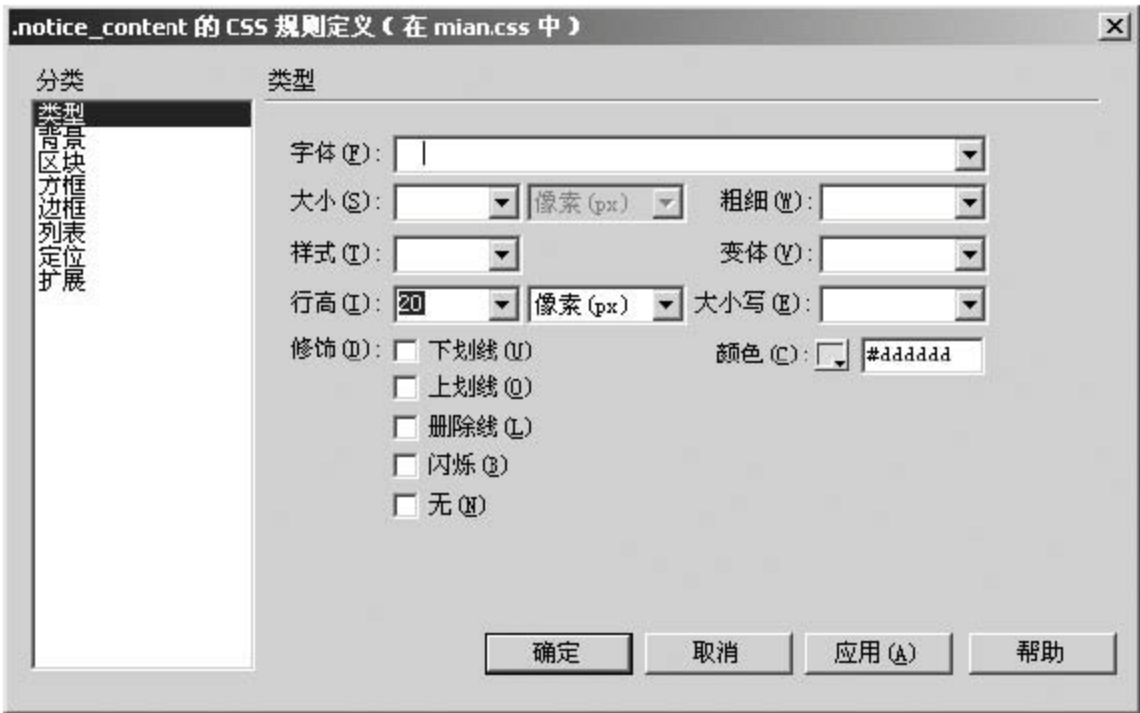 .notice_content 的 CSS 规则定义（在 mian.css 中）
分类
类型
背景
区块
方框
边框
列表
定位
扩展
类型
字体(F):
大小(S): 像素(px) 粗细(W):
样式(T): 变体(V):
行高(I): 20 像素(px) 大小写(E):
修饰(D): 下划线(U) 颜色(C): #dddddd
上划线(O)
删除线(L)
闪烁(B)
无(N)
确定 取消 应用(A) 帮助